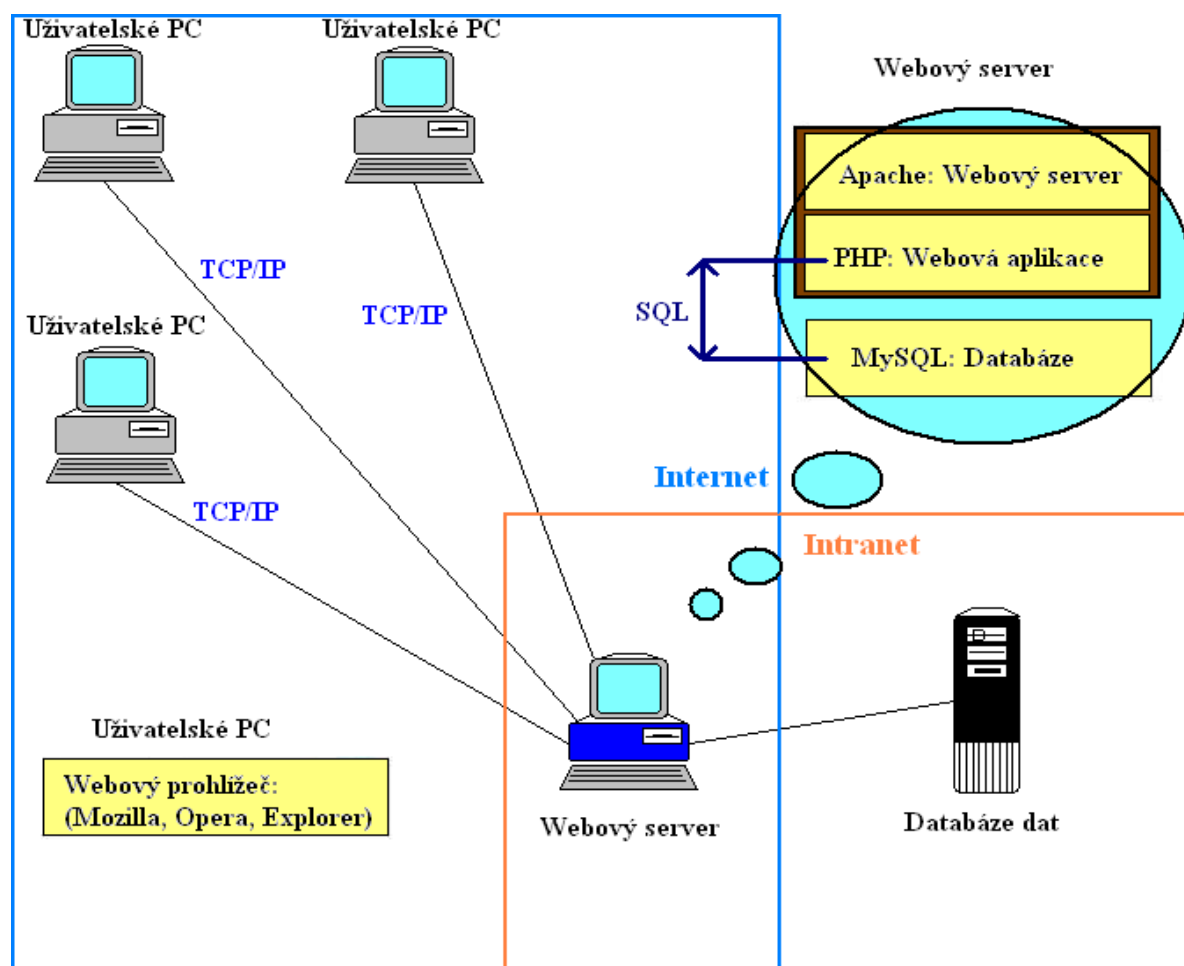 Uživatelské PC
Uživatelské PC
Webový server
Apache: Webový server
PHP: Webová aplikace
SQL
MySQL: Databáze
TCP/IP
TCP/IP
Uživatelské PC
TCP/IP
Internet
Intranet
Uživatelské PC
Webový prohlížeč:
(Mozilla, Opera, Explorer)
Webový server
Databáze dat